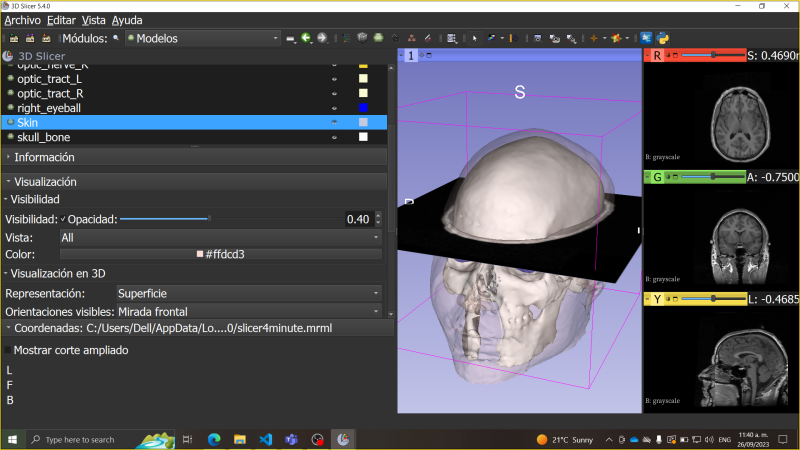 3D Slicer 5.4.0
Archivo Editar Vista Ayuda
Módulos: Modelos
3D Slicer
optic_nerve_R
optic_tract_L
optic_tract_R
right_eyeball
Skin
skull_bone
Información
Visualización
Visibilidad
Visibilidad: Opacidad: 0.40
Vista: All
Color: #ffdcd3
Visualización en 3D
Representación: Superficie
Orientaciones visibles: Mirada frontal
Coordenadas: C:/Users/Dell/AppData/Lo....0/slicer4minute.mrml
Mostrar corte ampliado
L
F
B
1
S
R S: 0.4690
B: grayscale
G A: -0.7500
B: grayscale
Y L: -0.4685
B: grayscale
Type here to search
21°C Sunny
ENG
11:40 a. m.
26/09/2023